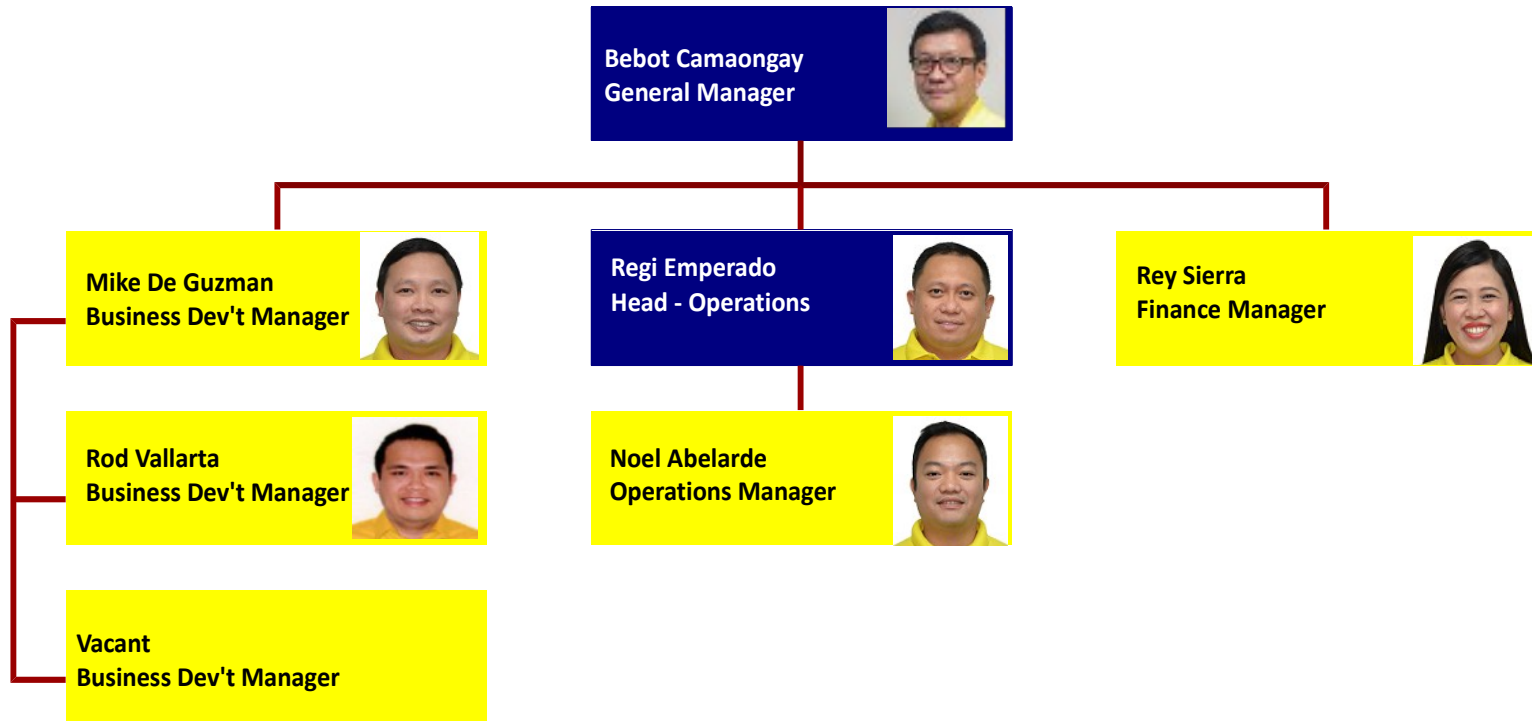 Bebot Camaongay
General Manager
Mike De Guzman
Business Dev't Manager
Regi Emperado
Head - Operations
Rey Sierra
Finance Manager
Rod Vallarta
Business Dev't Manager
Noel Abelarde
Operations Manager
Vacant
Business Dev't Manager